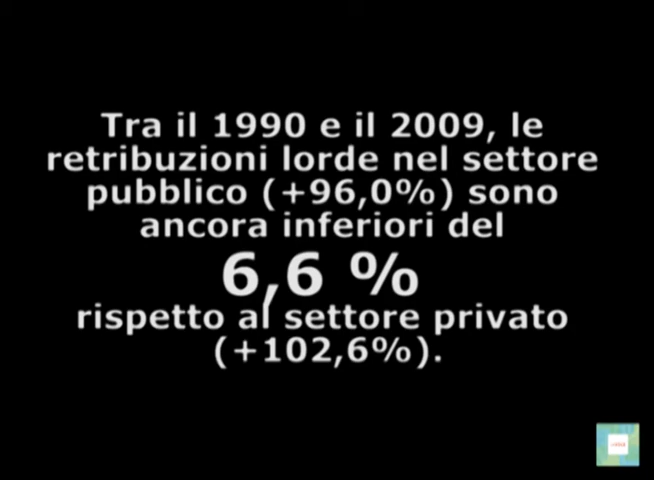 Tra il 1990 e il 2009, le
retribuzioni lorde nel settore
pubblico (+96,0%) sono
ancora inferiori del
6,6 %
rispetto al settore privato
(+102,6%).